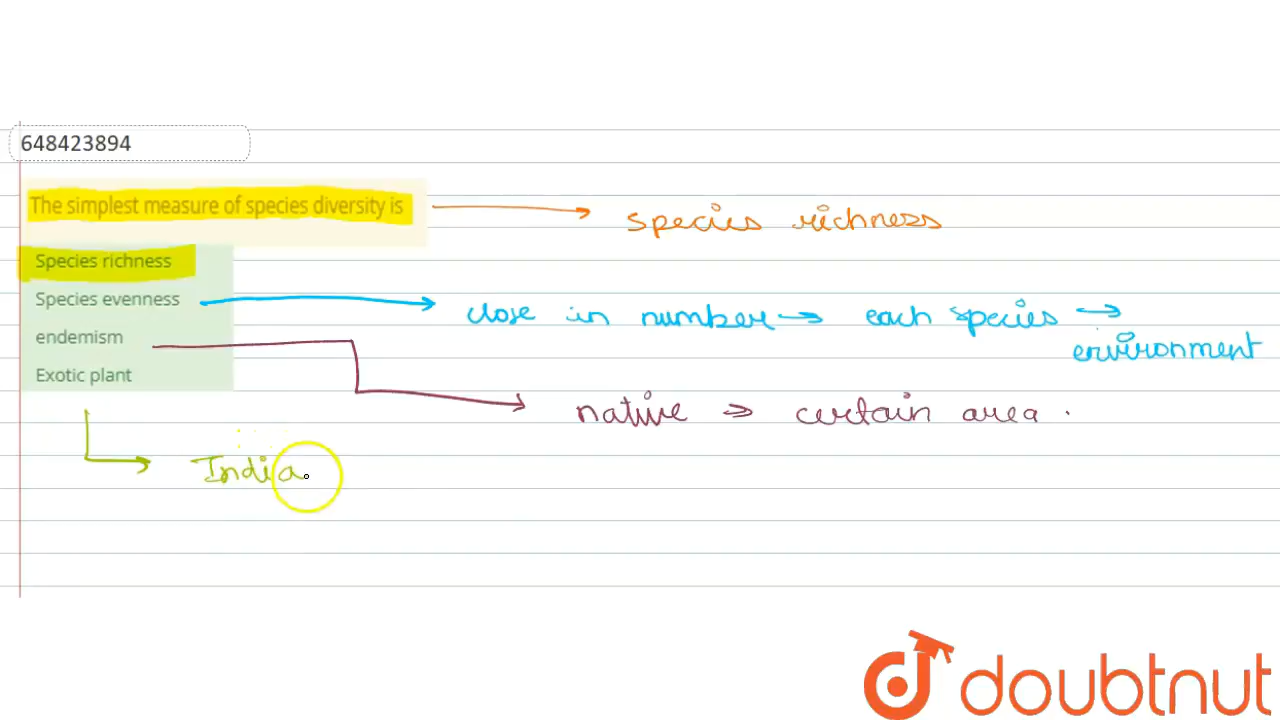 648423894
The simplest measure of species diversity is
species richness
Species richness
Species evenness
close in number → each species →
environment
endemism
Exotic plant
native ⇒ certain area.
India
doubtnut